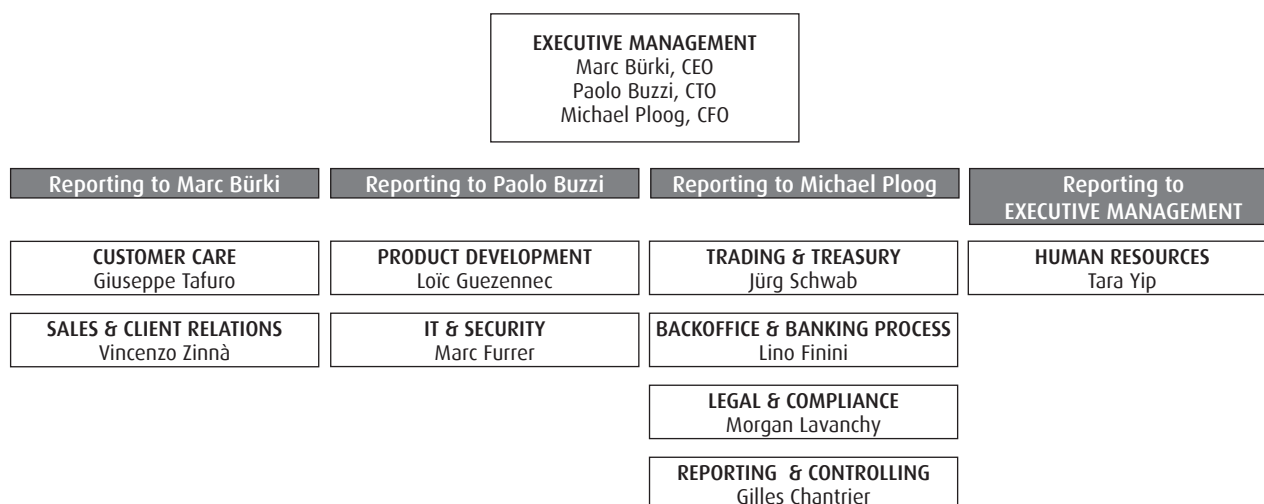 EXECUTIVE MANAGEMENT
Marc Bürki, CEO
Paolo Buzzi, CTO
Michael Ploog, CFO
Reporting to Marc Bürki
CUSTOMER CARE
Giuseppe Tafuro
SALES & CLIENT RELATIONS
Vincenzo Zinnà
Reporting to Paolo Buzzi
PRODUCT DEVELOPMENT
Loïc Guezennec
IT & SECURITY
Marc Furrer
Reporting to Michael Ploog
TRADING & TREASURY
Jürg Schwab
BACKOFFICE & BANKING PROCESS
Lino Finini
LEGAL & COMPLIANCE
Morgan Lavanchy
REPORTING & CONTROLLING
Gilles Chantrier
Reporting to
EXECUTIVE MANAGEMENT
HUMAN RESOURCES
Tara Yip